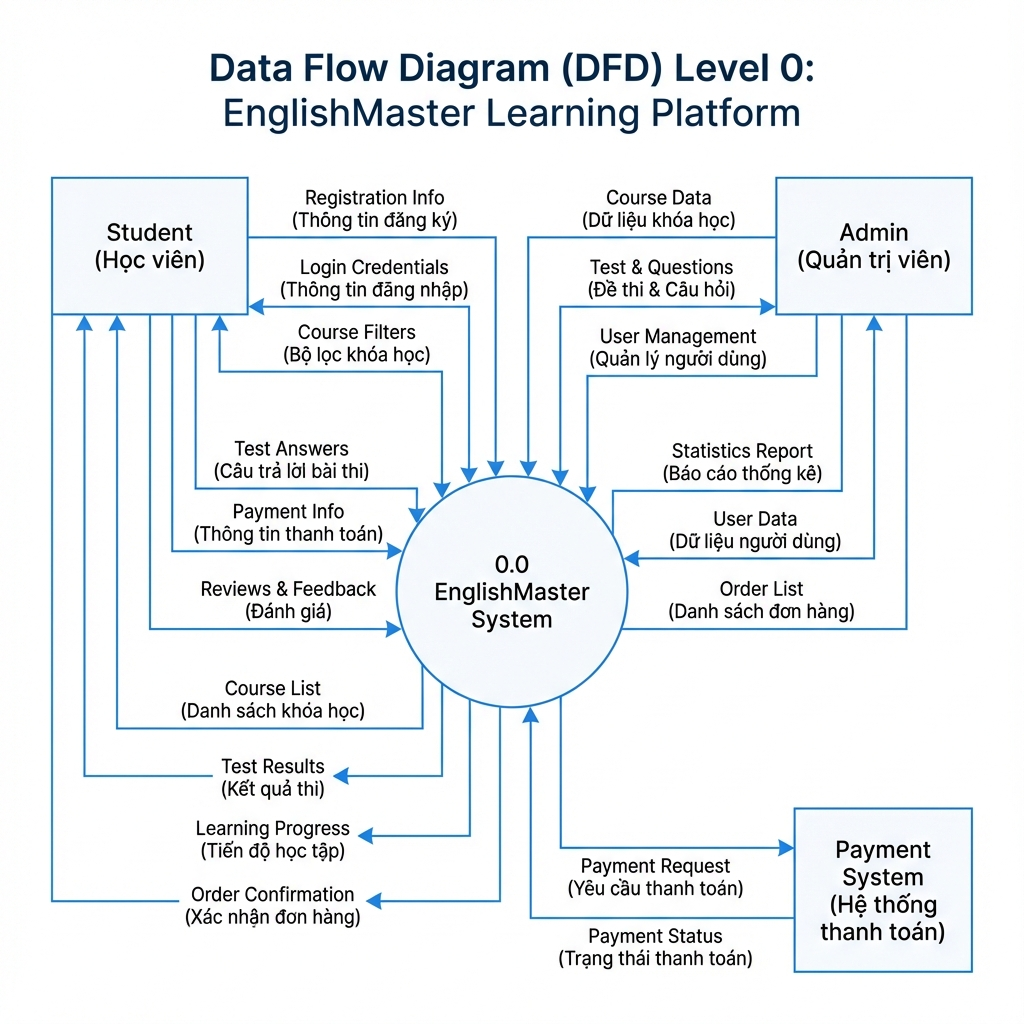 Data Flow Diagram (DFD) Level 0:
EnglishMaster Learning Platform
Student
(Học viên)
Registration Info
(Thông tin đăng ký)
Login Credentials
(Thông tin đăng nhập)
Course Filters
(Bộ lọc khóa học)
Test Answers
(Câu trả lời bài thi)
Payment Info
(Thông tin thanh toán)
Reviews & Feedback
(Đánh giá)
Course List
(Danh sách khóa học)
Test Results
(Kết quả thi)
Learning Progress
(Tiến độ học tập)
Order Confirmation
(Xác nhận đơn hàng)
0.0
EnglishMaster
System
Course Data
(Dữ liệu khóa học)
Test & Questions
(Đề thi & Câu hỏi)
User Management
(Quản lý người dùng)
Admin
(Quản trị viên)
Statistics Report
(Báo cáo thống kê)
User Data
(Dữ liệu người dùng)
Order List
(Danh sách đơn hàng)
Payment Request
(Yêu cầu thanh toán)
Payment Status
(Trạng thái thanh toán)
Payment
System
(Hệ thống
thanh toán)